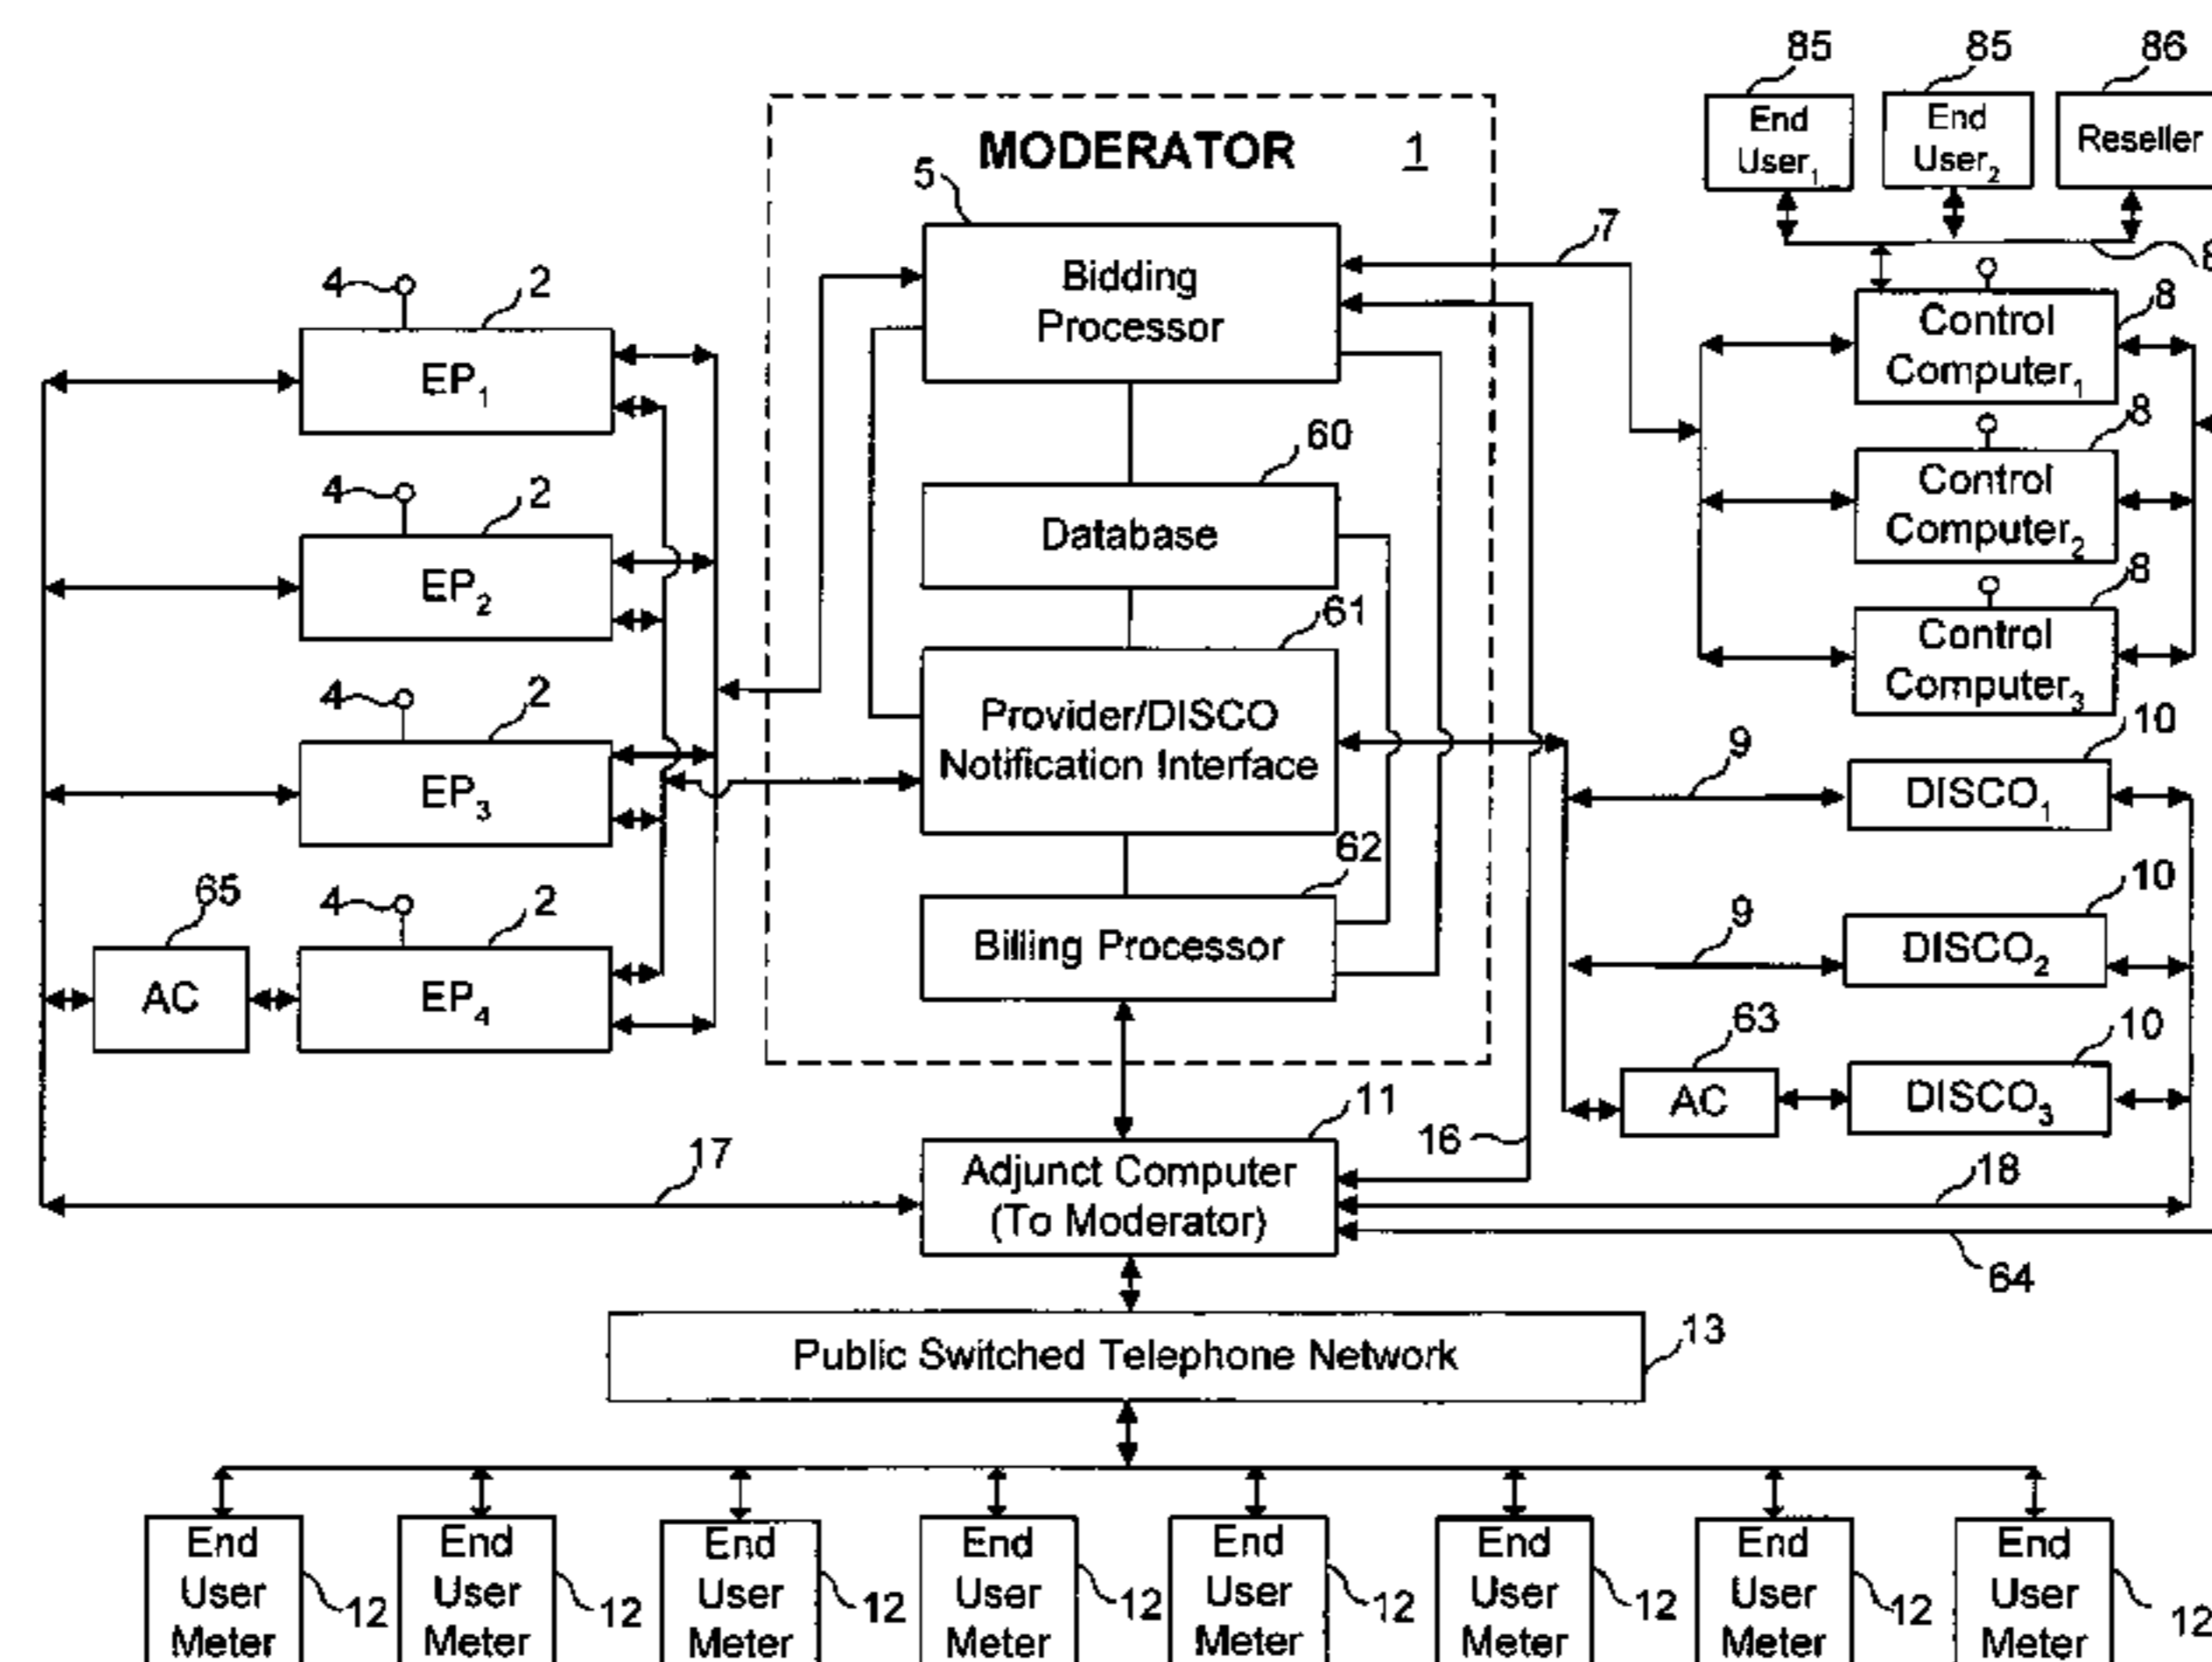 85
85
86
End
User1
End
User2
Reseller
MODERATOR 1
5
7
Bidding
Processor
4
2
EP1
4
2
EP2
4
2
EP3
4
2
EP4
65
AC
60
Database
61
Provider/DISCO
Notification Interface
62
Billing Processor
8
Control
Computer1
8
Control
Computer2
8
Control
Computer3
10
9
DISCO1
10
9
DISCO2
10
63
AC
DISCO3
11
16
17
Adjunct Computer
(To Moderator)
18
64
Public Switched Telephone Network
13
End
User
Meter
12
End
User
Meter
12
End
User
Meter
12
End
User
Meter
12
End
User
Meter
12
End
User
Meter
12
End
User
Meter
12
End
User
Meter
12